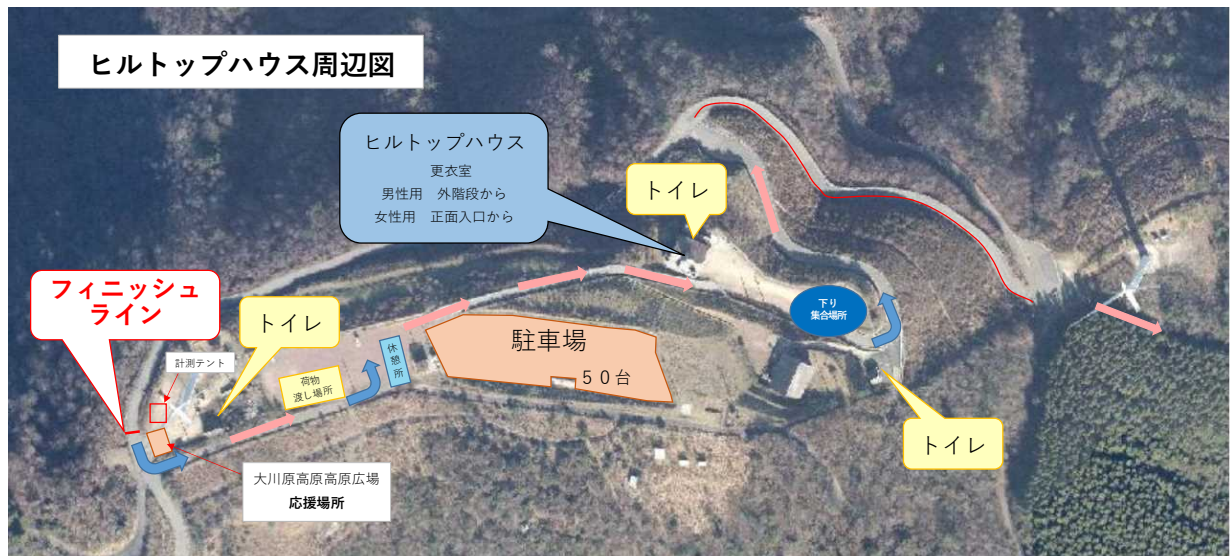 ヒルトップハウス周辺図
ヒルトップハウス
更衣室
男性用　外階段から
女性用　正面入口から
トイレ
フィニッシュ
ライン
トイレ
計測テント
荷物
渡し場所
休憩所
駐車場
５０台
下り
集合場所
トイレ
大川原高原高原広場
応援場所